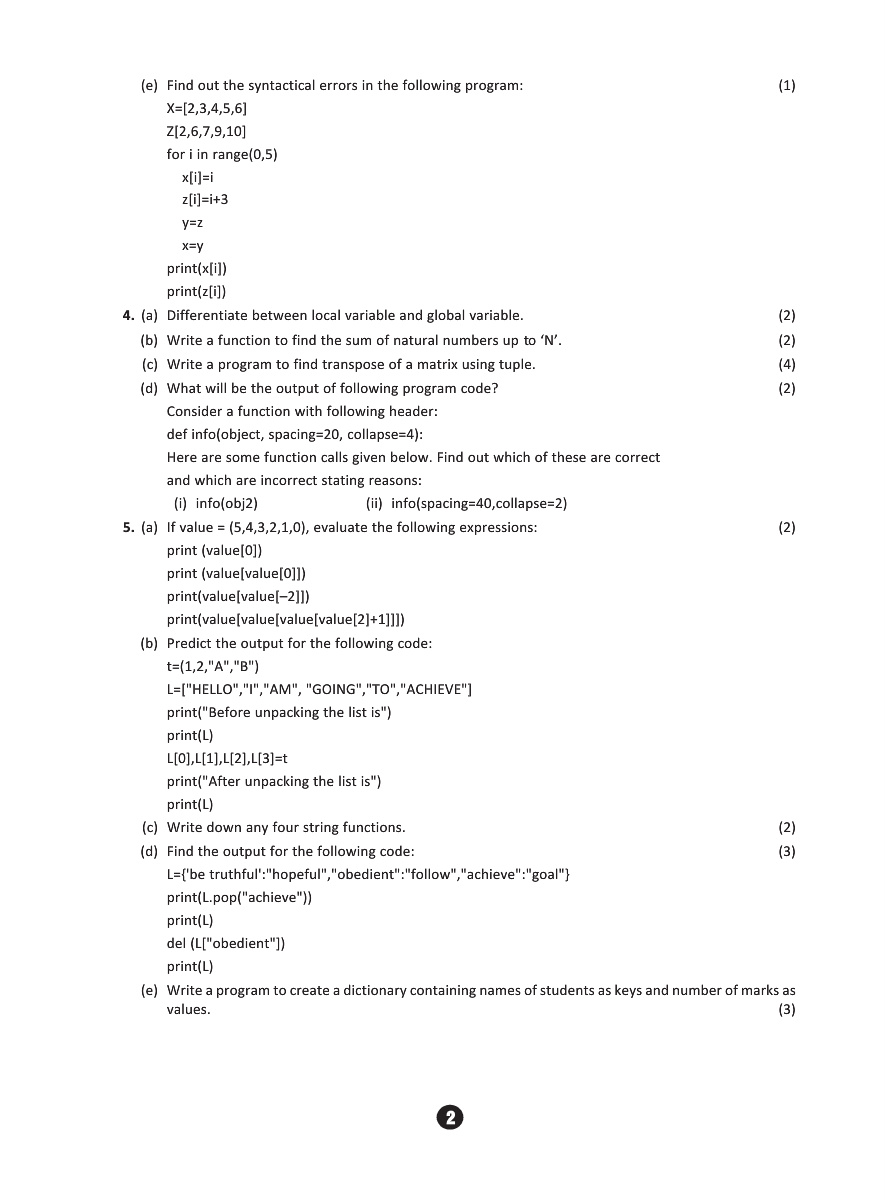 (e) Find out the syntactical errors in the following program: (1)
X=[2,3,4,5,6]
Z[2,6,7,9,10]
for i in range(0,5)
x[i]=i
z[i]=i+3
y=z
x=y
print(x[i])
print(z[i])
4. (a) Differentiate between local variable and global variable. (2)
(b) Write a function to find the sum of natural numbers up to ‘N’. (2)
(c) Write a program to find transpose of a matrix using tuple. (4)
(d) What will be the output of following program code? (2)
Consider a function with following header:
def info(object, spacing=20, collapse=4):
Here are some function calls given below. Find out which of these are correct
and which are incorrect stating reasons:
(i) info(obj2) (ii) info(spacing=40,collapse=2)
5. (a) If value = (5,4,3,2,1,0), evaluate the following expressions: (2)
print (value[0])
print (value[value[0]])
print(value[value[–2]])
print(value[value[value[value[2]+1]]])
(b) Predict the output for the following code:
t=(1,2,"A","B")
L=["HELLO","I","AM", "GOING","TO","ACHIEVE"]
print("Before unpacking the list is")
print(L)
L[0],L[1],L[2],L[3]=t
print("After unpacking the list is")
print(L)
(c) Write down any four string functions. (2)
(d) Find the output for the following code: (3)
L={'be truthful':"hopeful","obedient":"follow","achieve":"goal"}
print(L.pop("achieve"))
print(L)
del (L["obedient"])
print(L)
(e) Write a program to create a dictionary containing names of students as keys and number of marks as
values. (3)
2